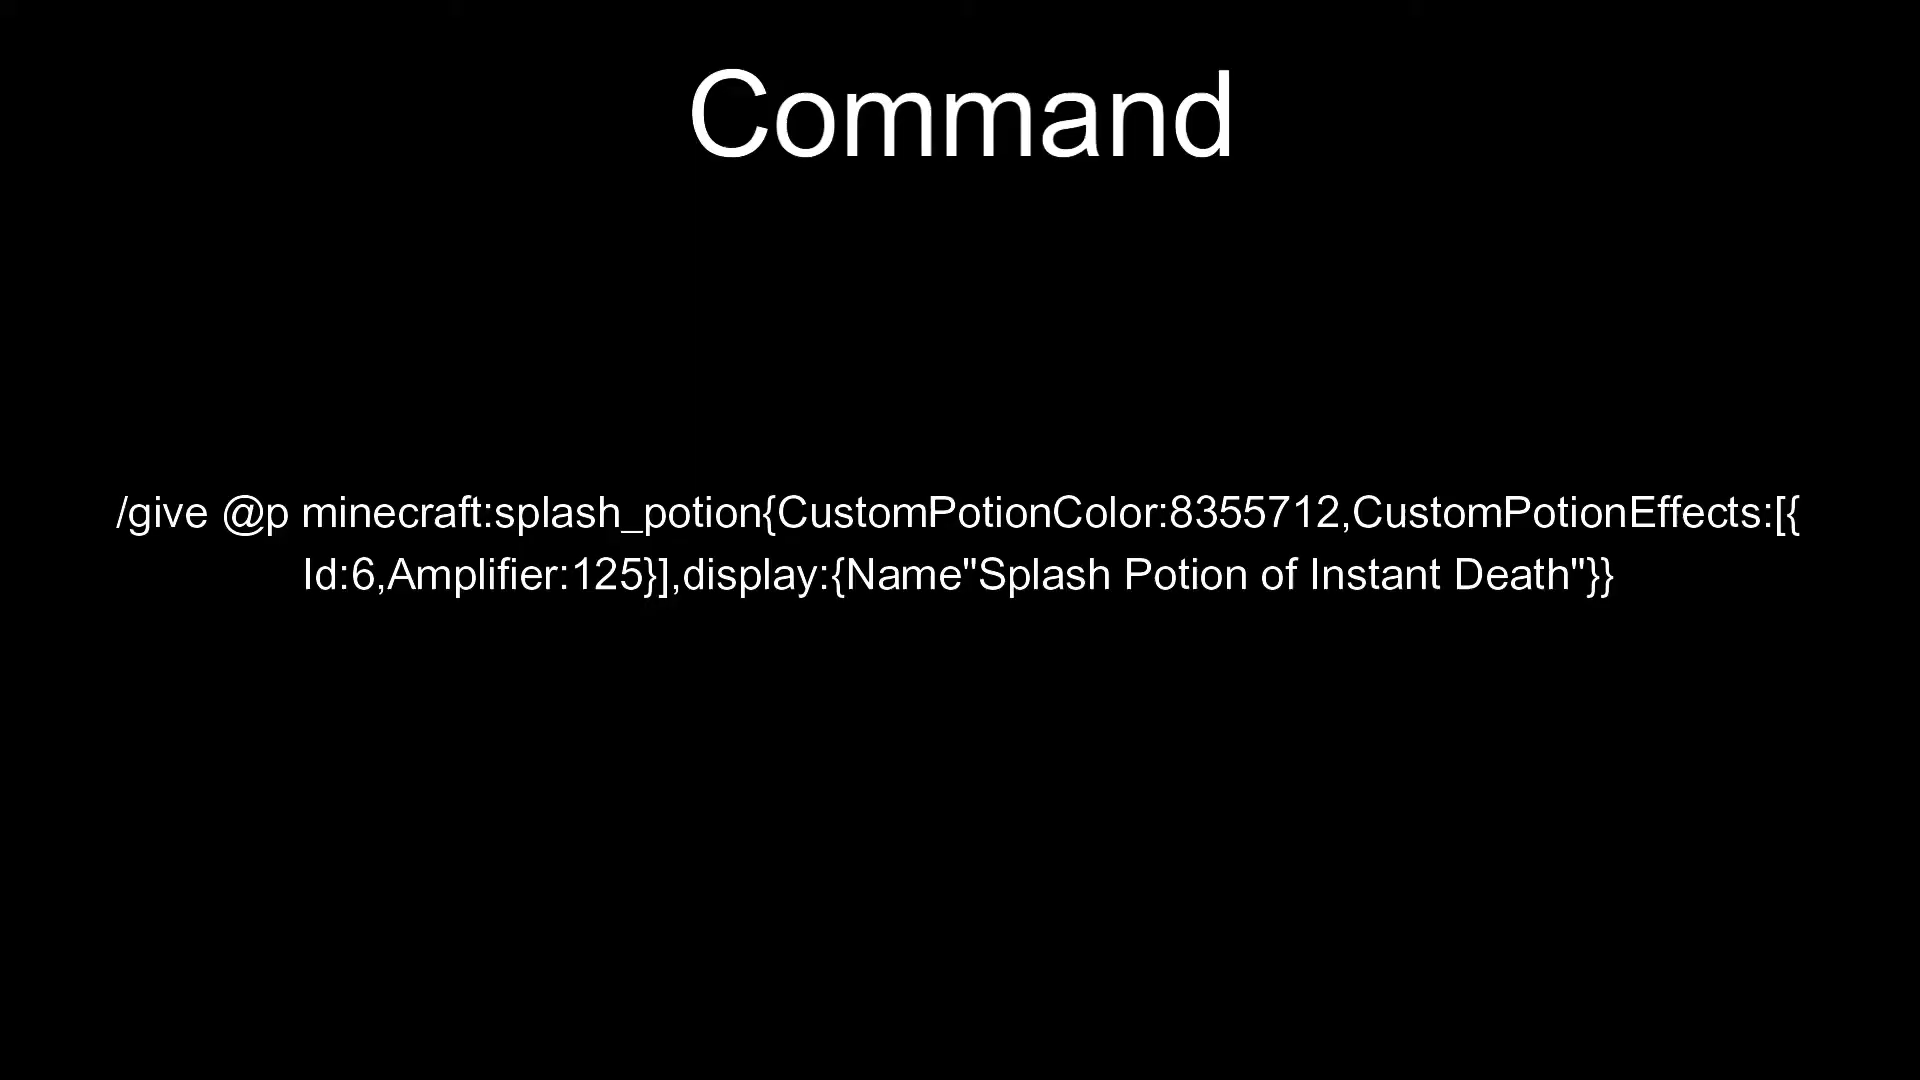 Command
/give @p minecraft:splash_potion{CustomPotionColor:8355712,CustomPotionEffects:[{
Id:6,Amplifier:125}],display:{Name"Splash Potion of Instant Death"}}